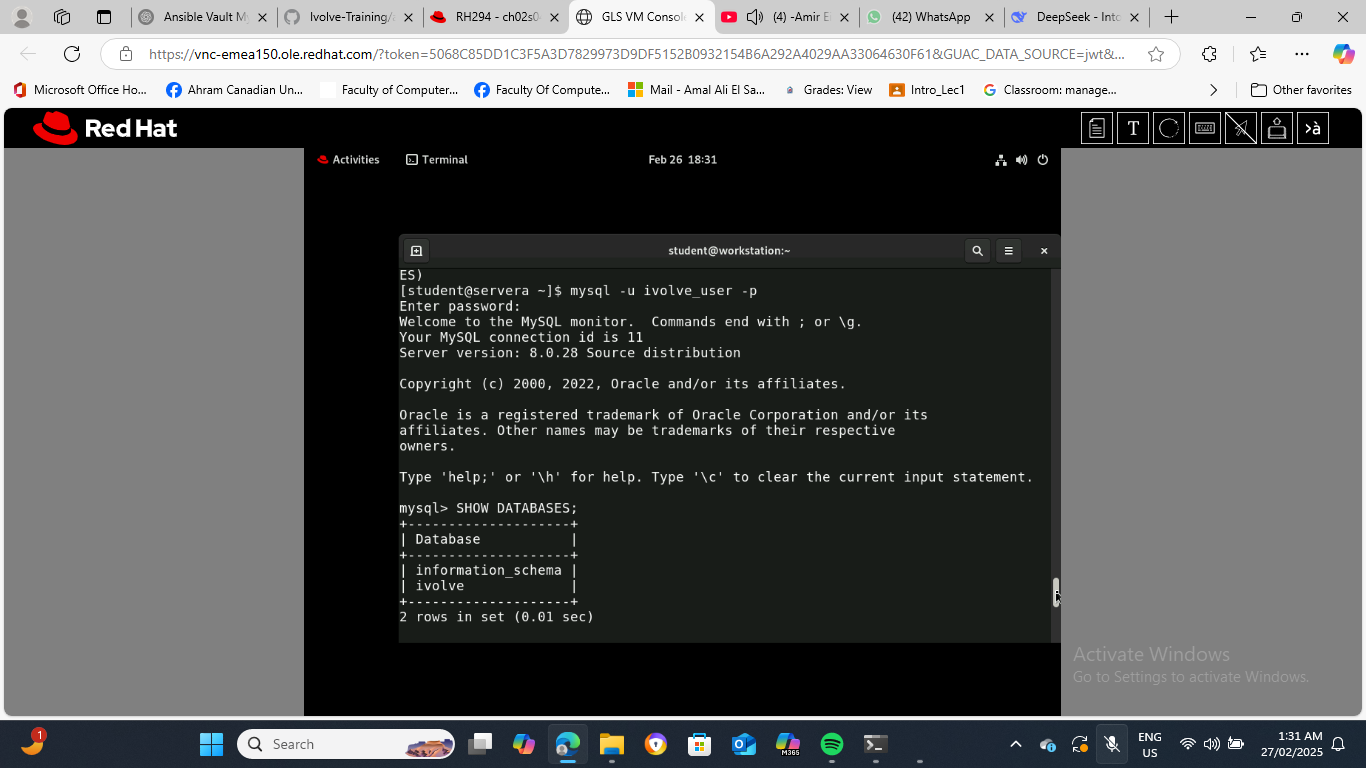 Ansible Vault M
Ivolve-Training/
RH294 - ch02s0
GLS VM Consol
(4) -Amir E
(42) WhatsApp
DeepSeek - Into
https://vnc-emea150.ole.redhat.com/?token=5068C85DD1C3F5A3D7829973D9DF5152B0932154B6A292A4029AA33064630F61&GUAC_DATA_SOURCE=jwt&...
Microsoft Office Ho...
Ahram Canadian Un...
Faculty of Computer...
Faculty Of Compute...
Mail - Amal Ali El Sa...
Grades: View
Intro_Lec1
Classroom: manage...
Other favorites
Red Hat
T
>à
Activities
Terminal
Feb 26 18:31
student@workstation:~
ES)
[student@servera ~]$ mysql -u ivolve_user -p
Enter password:
Welcome to the MySQL monitor.  Commands end with ; or \g.
Your MySQL connection id is 11
Server version: 8.0.28 Source distribution
Copyright (c) 2000, 2022, Oracle and/or its affiliates.
Oracle is a registered trademark of Oracle Corporation and/or its
affiliates. Other names may be trademarks of their respective
owners.
Type 'help;' or '\h' for help. Type '\c' to clear the current input statement.
mysql> SHOW DATABASES;
+--------------------+
| Database           |
+--------------------+
| information_schema |
| ivolve             |
+--------------------+
2 rows in set (0.01 sec)
Activate Windows
Go to Settings to activate Windows.
1
Search
M365
ENG
US
1:31 AM
27/02/2025